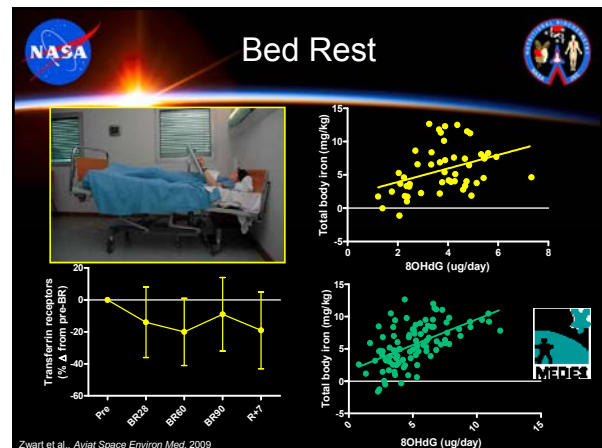 NASA
Bed Rest
Total body iron (mg/kg)
15
10
5
0
-5
0
2
4
6
8
8OHdG (ug/day)
Transferrin receptors
(% Δ from pre-BR)
20
0
-20
-40
-60
Pre
BR28
BR60
BR90
R+7
Total body iron (mg/kg)
15
10
5
0
-5
0
5
10
15
8OHdG (ug/day)
MEDES
Zwart et al., Aviat Space Environ Med, 2009